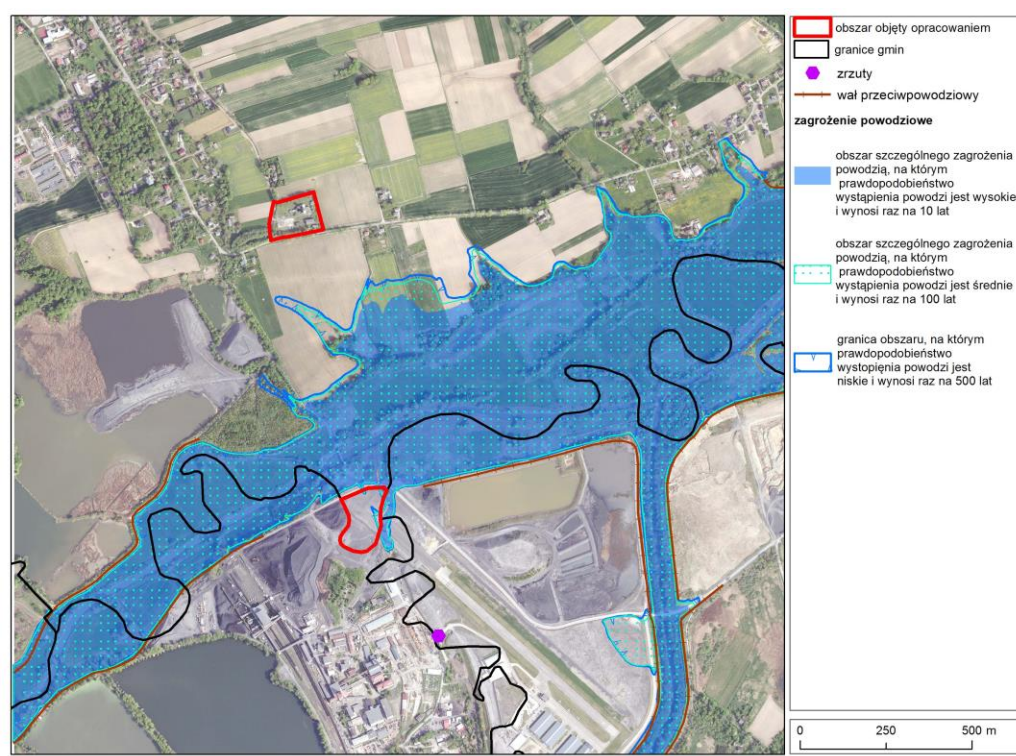 obszar objęty opracowaniem
granice gmin
zrzuty
wał przeciwpowodziowy
zagrożenie powodziowe
obszar szczególnego zagrożenia
powodzią, na którym
prawdopodobieństwo
wystąpienia powodzi jest wysokie
i wynosi raz na 10 lat
obszar szczególnego zagrożenia
powodzią, na którym
prawdopodobieństwo
wystąpienia powodzi jest średnie
i wynosi raz na 100 lat
granica obszaru, na którym
prawdopodobieństwo
wystopienia powodzi jest
niskie i wynosi raz na 500 lat
0 250 500 m